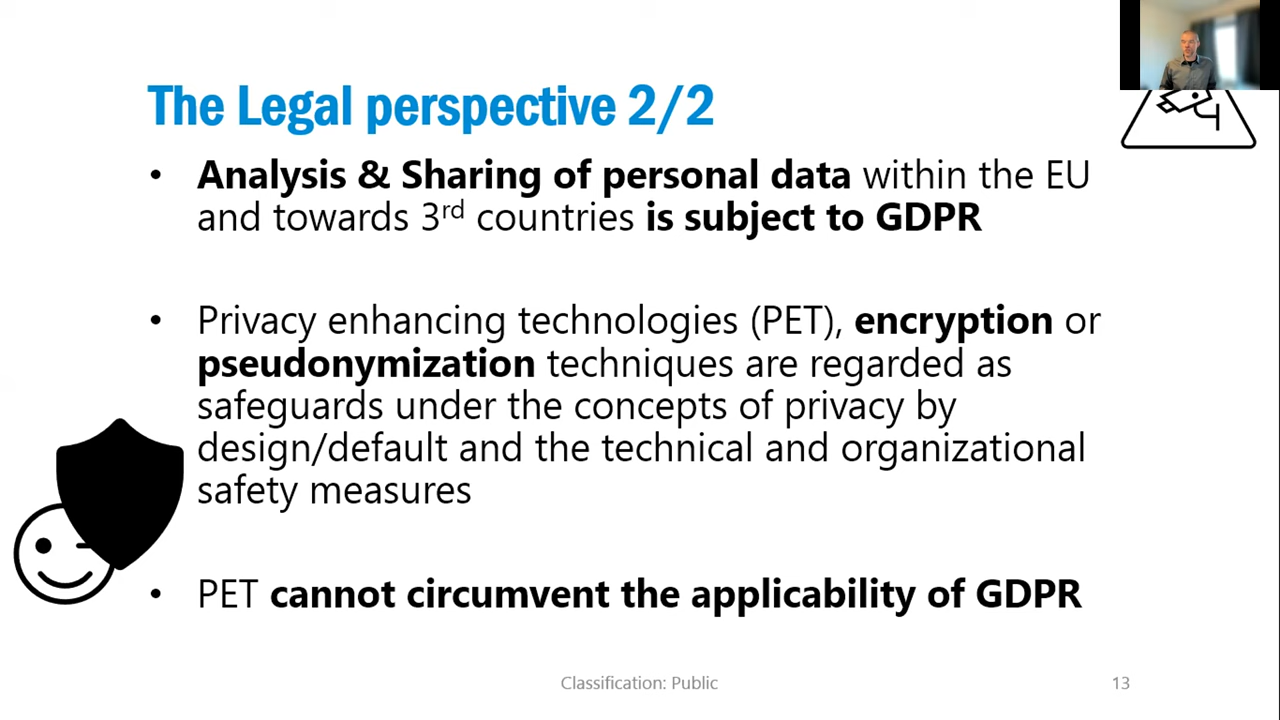 The Legal perspective 2/2
• Analysis & Sharing of personal data within the EU
and towards 3rd countries is subject to GDPR
• Privacy enhancing technologies (PET), encryption or
pseudonymization techniques are regarded as
safeguards under the concepts of privacy by
design/default and the technical and organizational
safety measures
• PET cannot circumvent the applicability of GDPR
Classification: Public
13